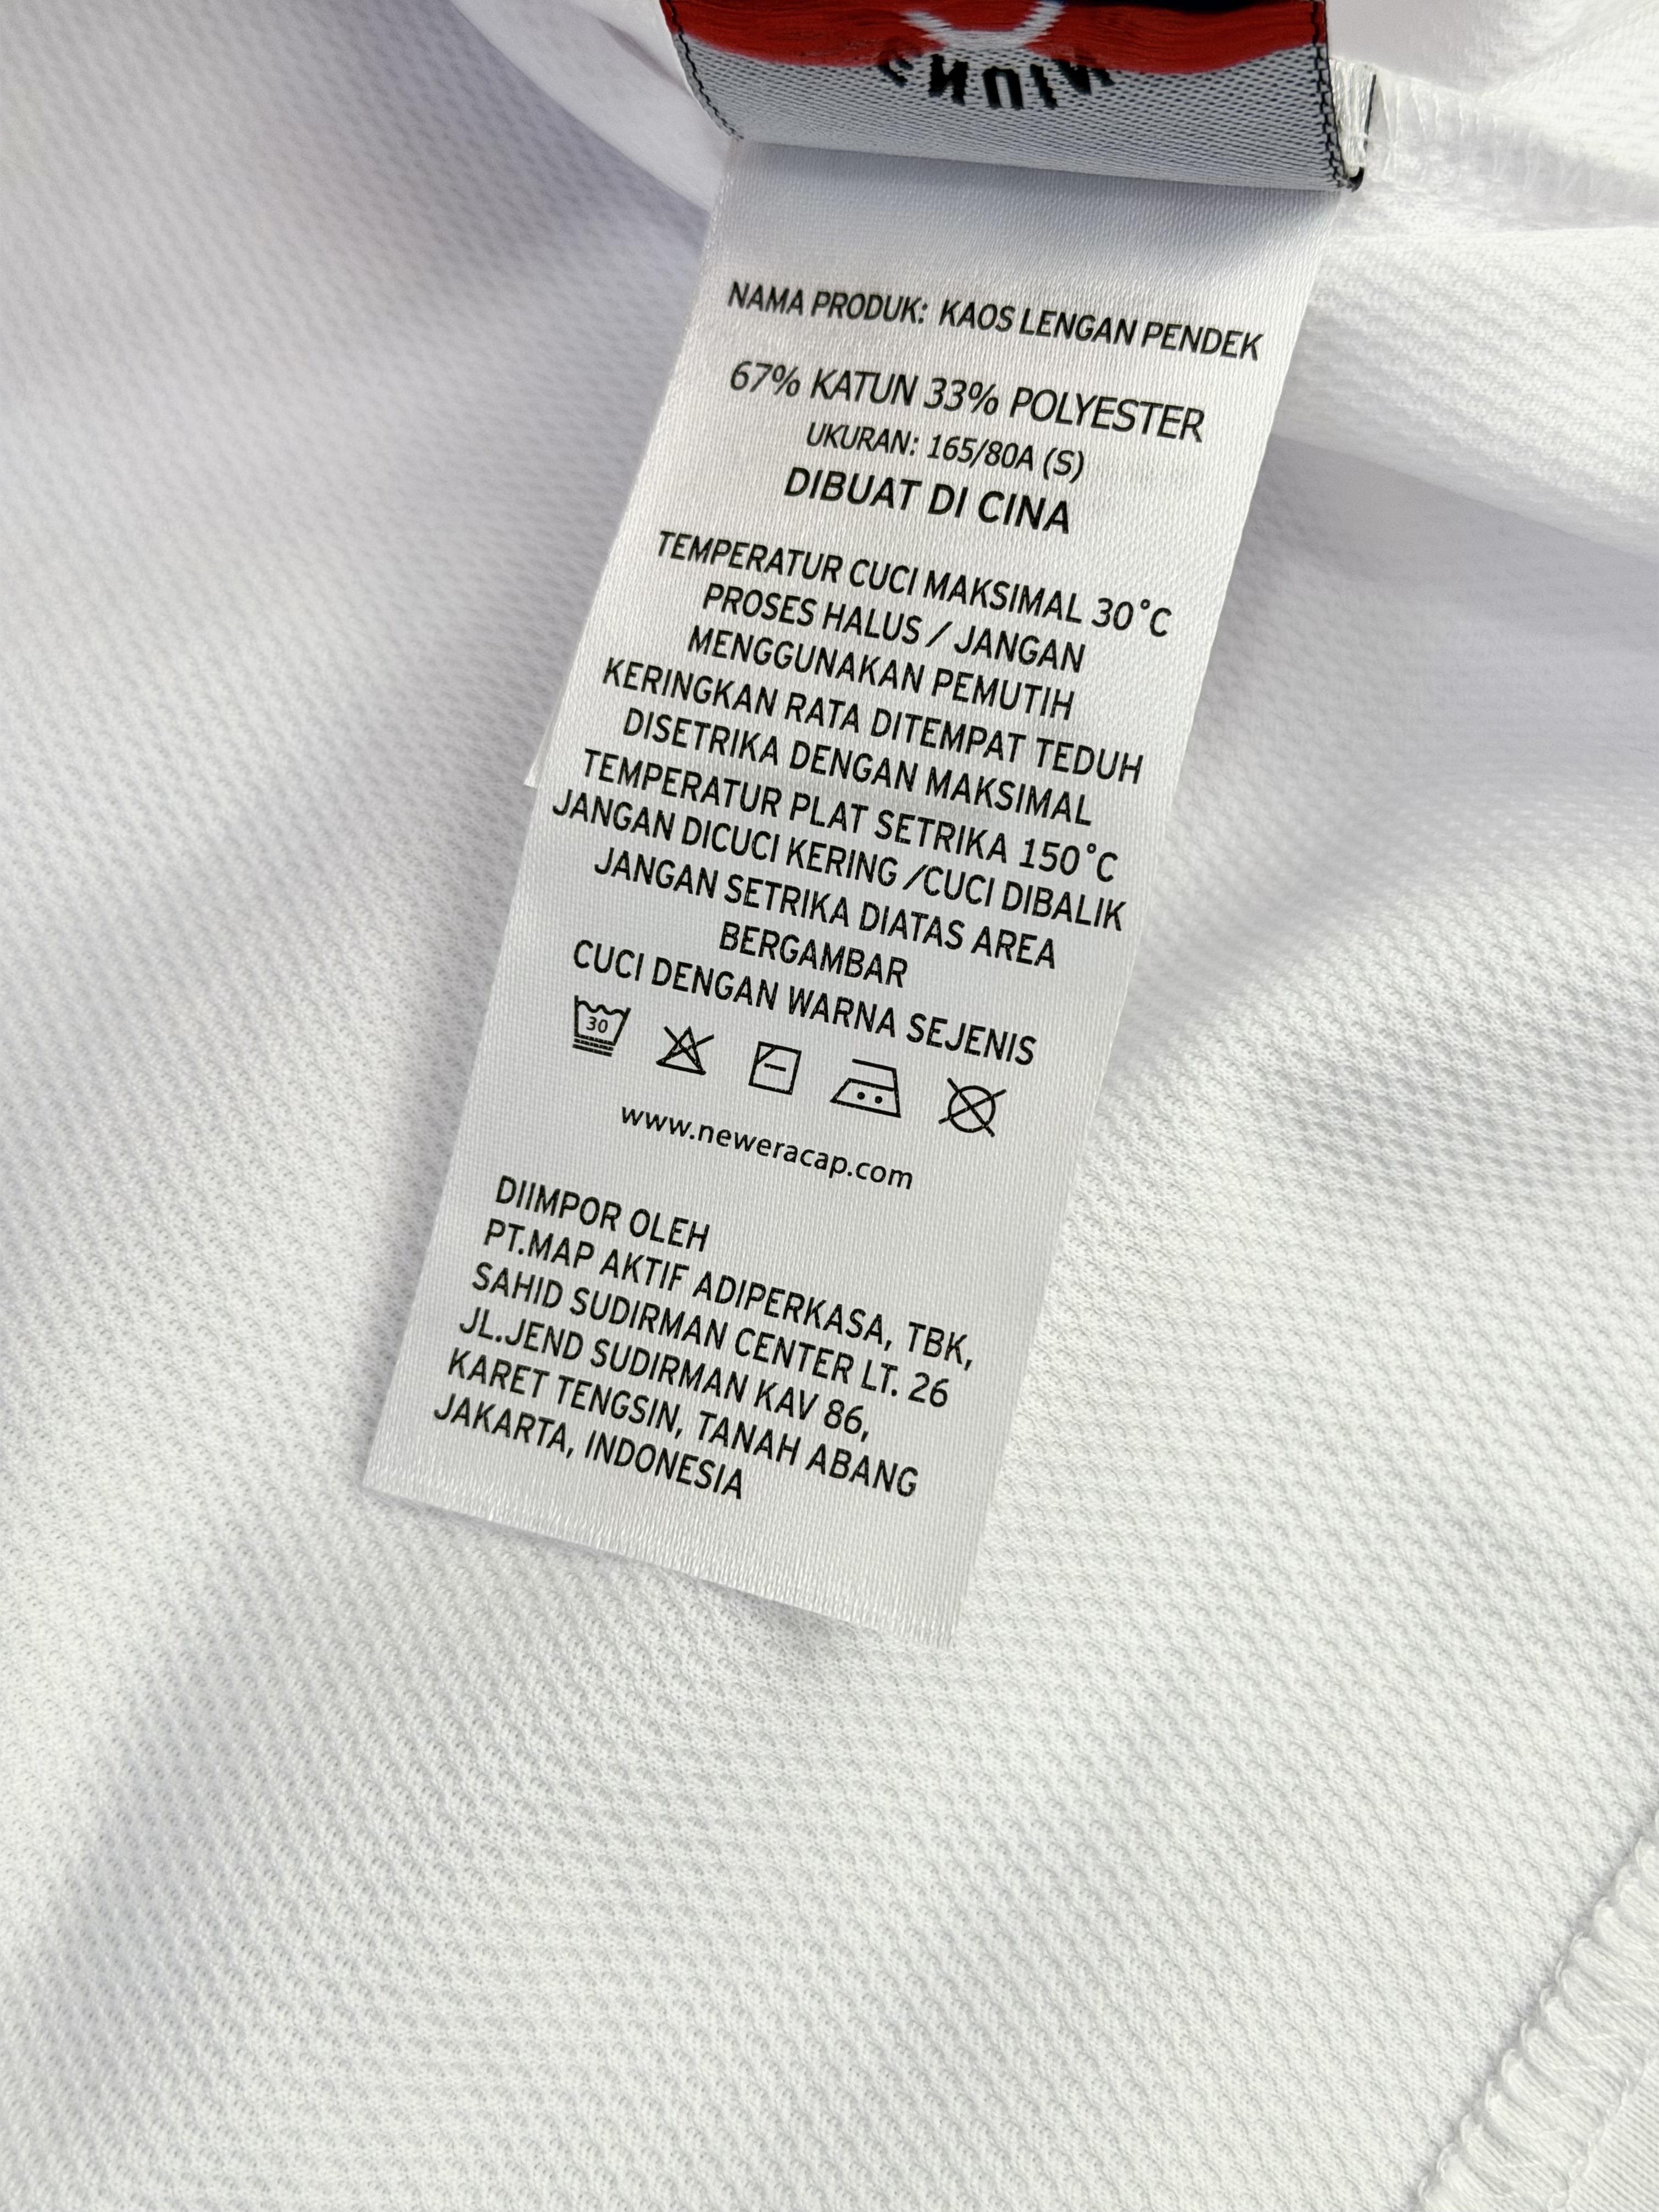 NAMA PRODUK: KAOS LENGAN PENDEK
67% KATUN 33% POLYESTER
UKURAN: 165/80A (S)
DIBUAT DI CINA
TEMPERATUR CUCI MAKSIMAL 30°C
PROSES HALUS / JANGAN
MENGGUNAKAN PEMUTIH
KERINGKAN RATA DITEMPAT TEDUH
DISETRIKA DENGAN MAKSIMAL
TEMPERATUR PLAT SETRIKA 150°C
JANGAN DICUCI KERING /CUCI DIBALIK
JANGAN SETRIKA DIATAS AREA
BERGAMBAR
CUCI DENGAN WARNA SEJENIS
30
www.neweracap.com
DIIMPOR OLEH
PT.MAP AKTIF ADIPERKASA, TBK,
SAHID SUDIRMAN CENTER LT. 26
JL.JEND SUDIRMAN KAV 86,
KARET TENGSIN, TANAH ABANG
JAKARTA, INDONESIA